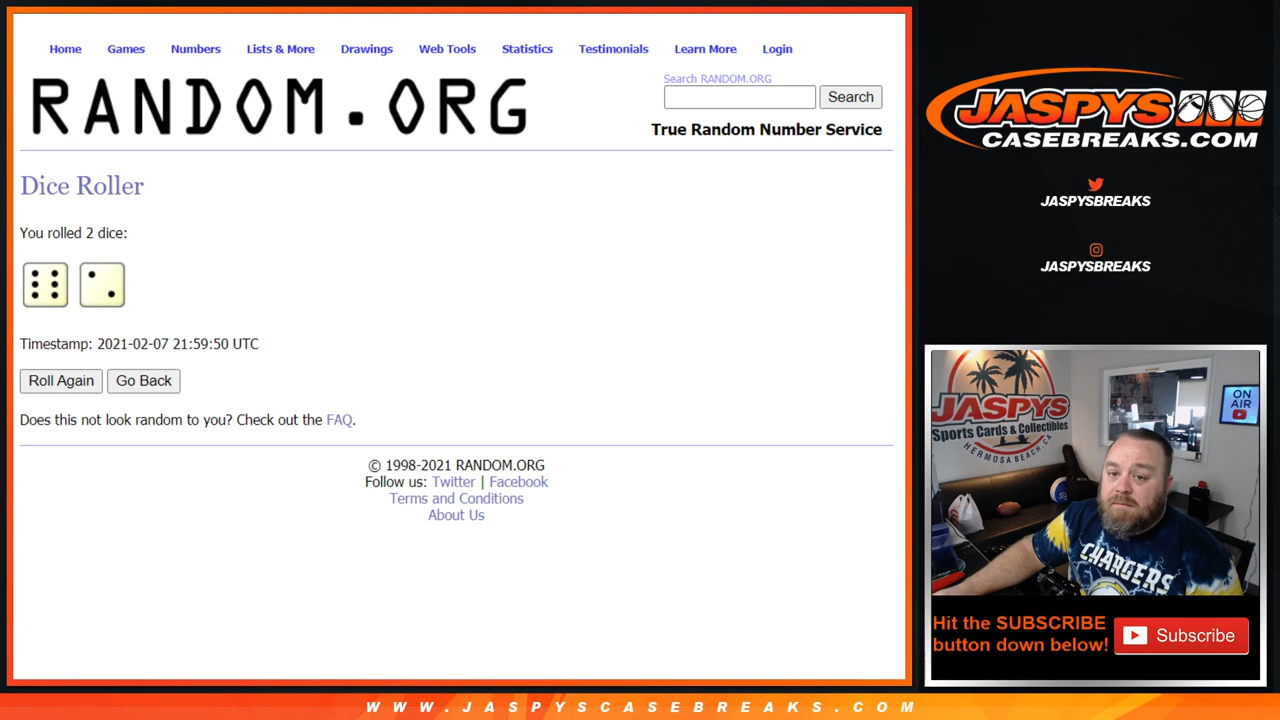 Home Games Numbers Lists & More Drawings Web Tools Statistics Testimonials Learn More Login
RANDOM.ORG
Search RANDOM.ORG
Search
True Random Number Service
Dice Roller
You rolled 2 dice:
Timestamp: 2021-02-07 21:59:50 UTC
Roll Again Go Back
Does this not look random to you? Check out the FAQ.
© 1998-2021 RANDOM.ORG
Follow us: Twitter | Facebook
Terms and Conditions
About Us
JASPYS
CASEBREAKS.COM
JASPYSBREAKS
JASPYSBREAKS
JASPYS
Sports Cards & Collectibles
HERMOSA BEACH, CA
ON
AIR
CHARGERS
Hit the SUBSCRIBE
button down below!
Subscribe
WWW.JASPYSCASEBREAKS.COM